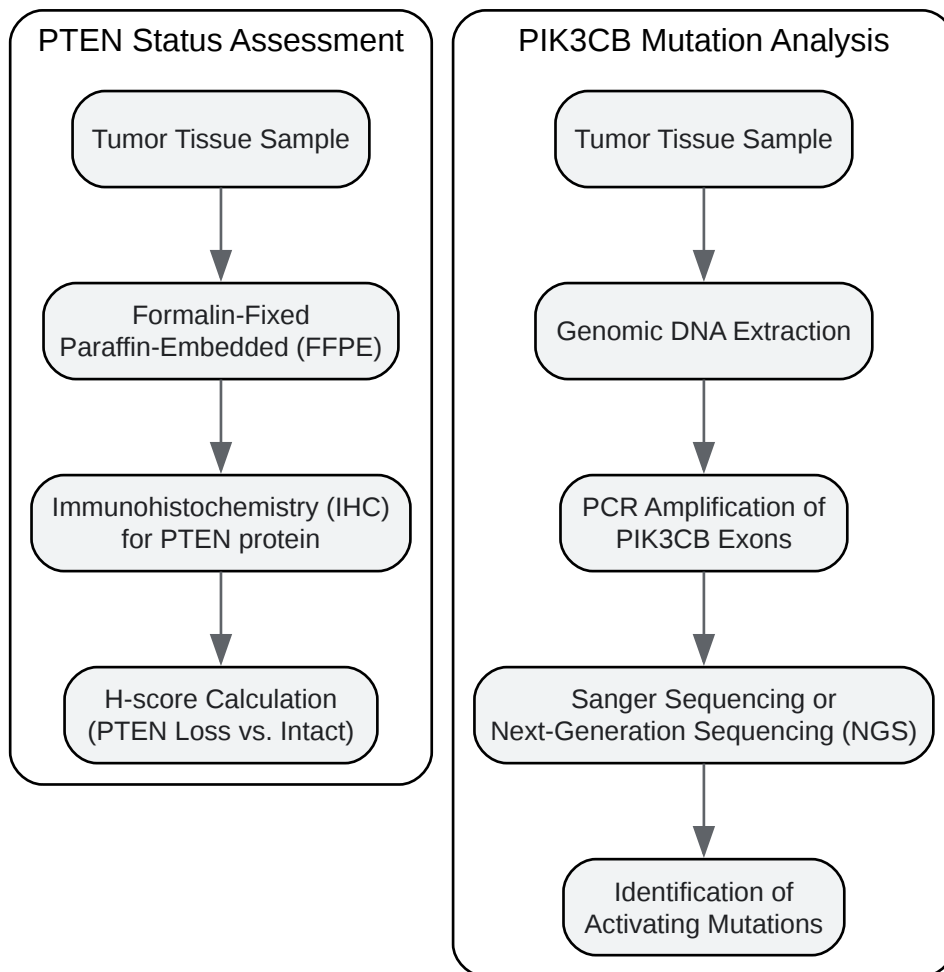 PTEN Status Assessment
Tumor Tissue Sample
Formalin-Fixed
Paraffin-Embedded (FFPE)
Immunohistochemistry (IHC)
for PTEN protein
H-score Calculation
(PTEN Loss vs. Intact)
PIK3CB Mutation Analysis
Tumor Tissue Sample
Genomic DNA Extraction
PCR Amplification of
PIK3CB Exons
Sanger Sequencing or
Next-Generation Sequencing (NGS)
Identification of
Activating Mutations